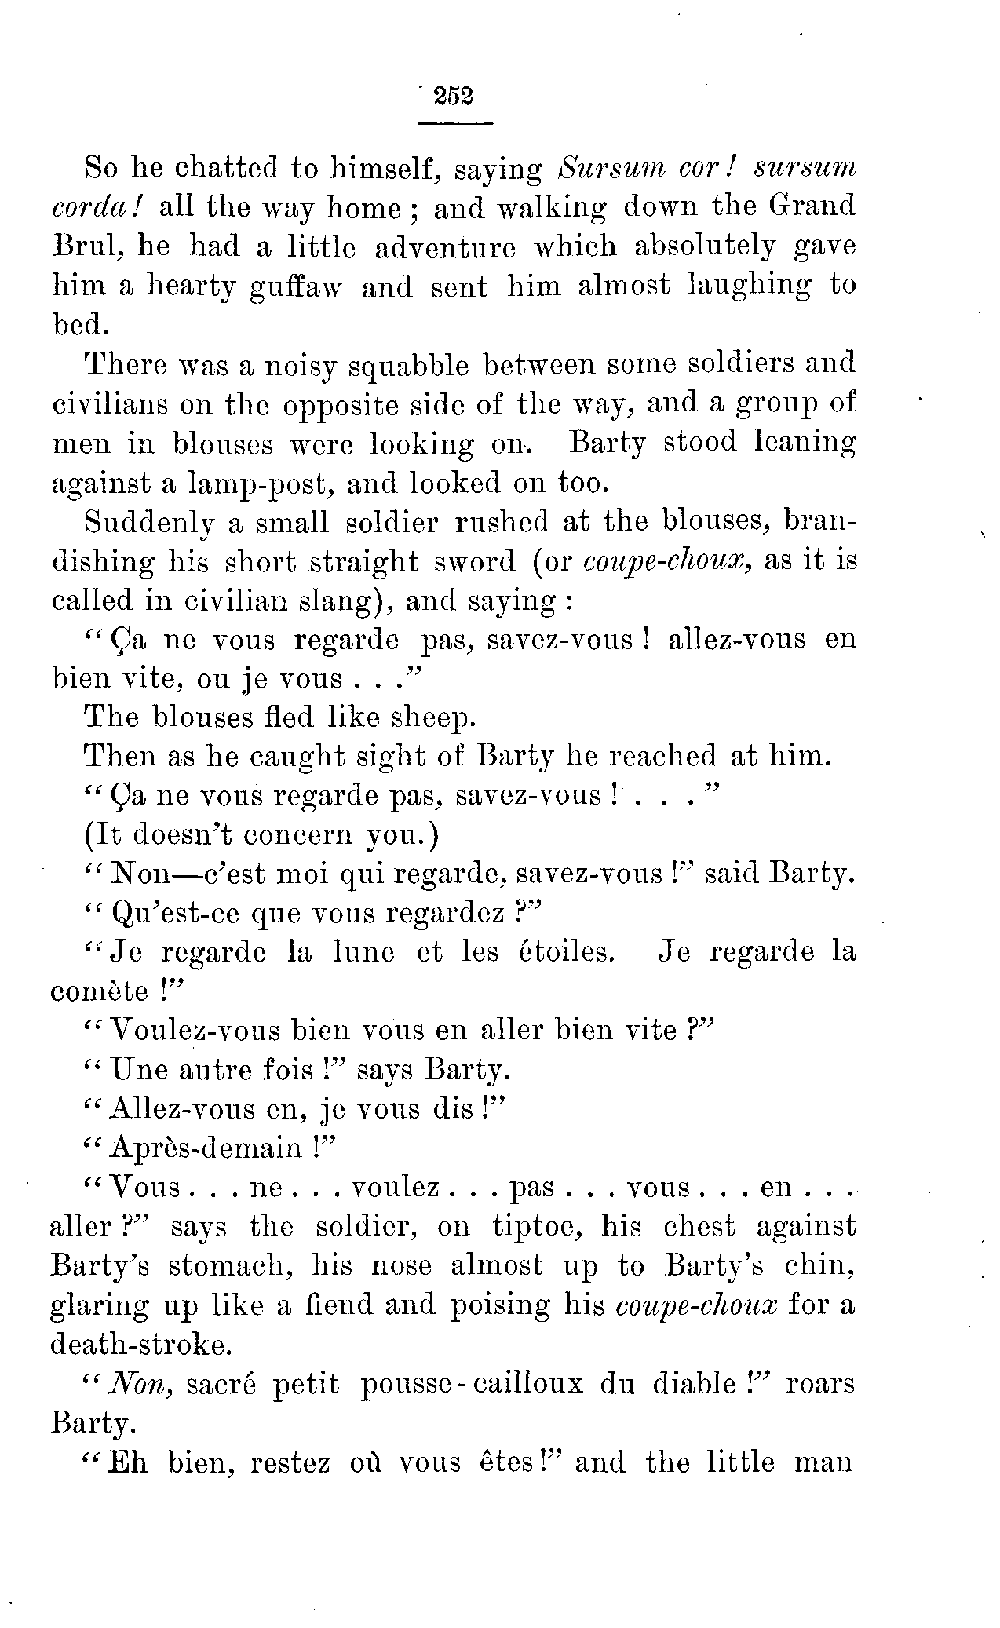 252
So he chatted to himself, saying Sursum cor! sursum
corda! all the way home; and walking down the Grand
Brul, he had a little adventure which absolutely gave
him a hearty guffaw and sent him almost laughing to
bed.
There was a noisy squabble between some soldiers and
civilians on the opposite side of the way, and a group of
men in blouses were looking on. Barty stood leaning
against a lamp-post, and looked on too.
Suddenly a small soldier rushed at the blouses, bran-
dishing his short straight sword (or coupe-choux, as it is
called in civilian slang), and saying :
“Ça ne vous regarde pas, savez-vous ! allez-vous en
bien vite, ou je vous . . .”
The blouses fled like sheep.
Then as he caught sight of Barty he reached at him.
“Ça ne vous regarde pas, savez-vous ! . . . ”
(It doesn't concern you.)
“Non—c'est moi qui regarde, savez-vous !” said Barty.
“Qu'est-ce que vous regardez ?”
“Je regarde la lune et les étoiles. Je regarde la
comète !”
“Voulez-vous bien vous en aller bien vite ?”
“Une autre fois !” says Barty.
“Allez-vous en, je vous dis !”
“Après-demain !”
“Vous . . . ne . . . voulez . . . pas . . . vous . . . en . . .
aller ?” says the soldier, on tiptoe, his chest against
Barty's stomach, his nose almost up to Barty's chin,
glaring up like a fiend and poising his coupe-choux for a
death-stroke.
“Non, sacré petit pousse-cailloux du diable !” roars
Barty.
“Eh bien, restez où vous êtes !” and the little man